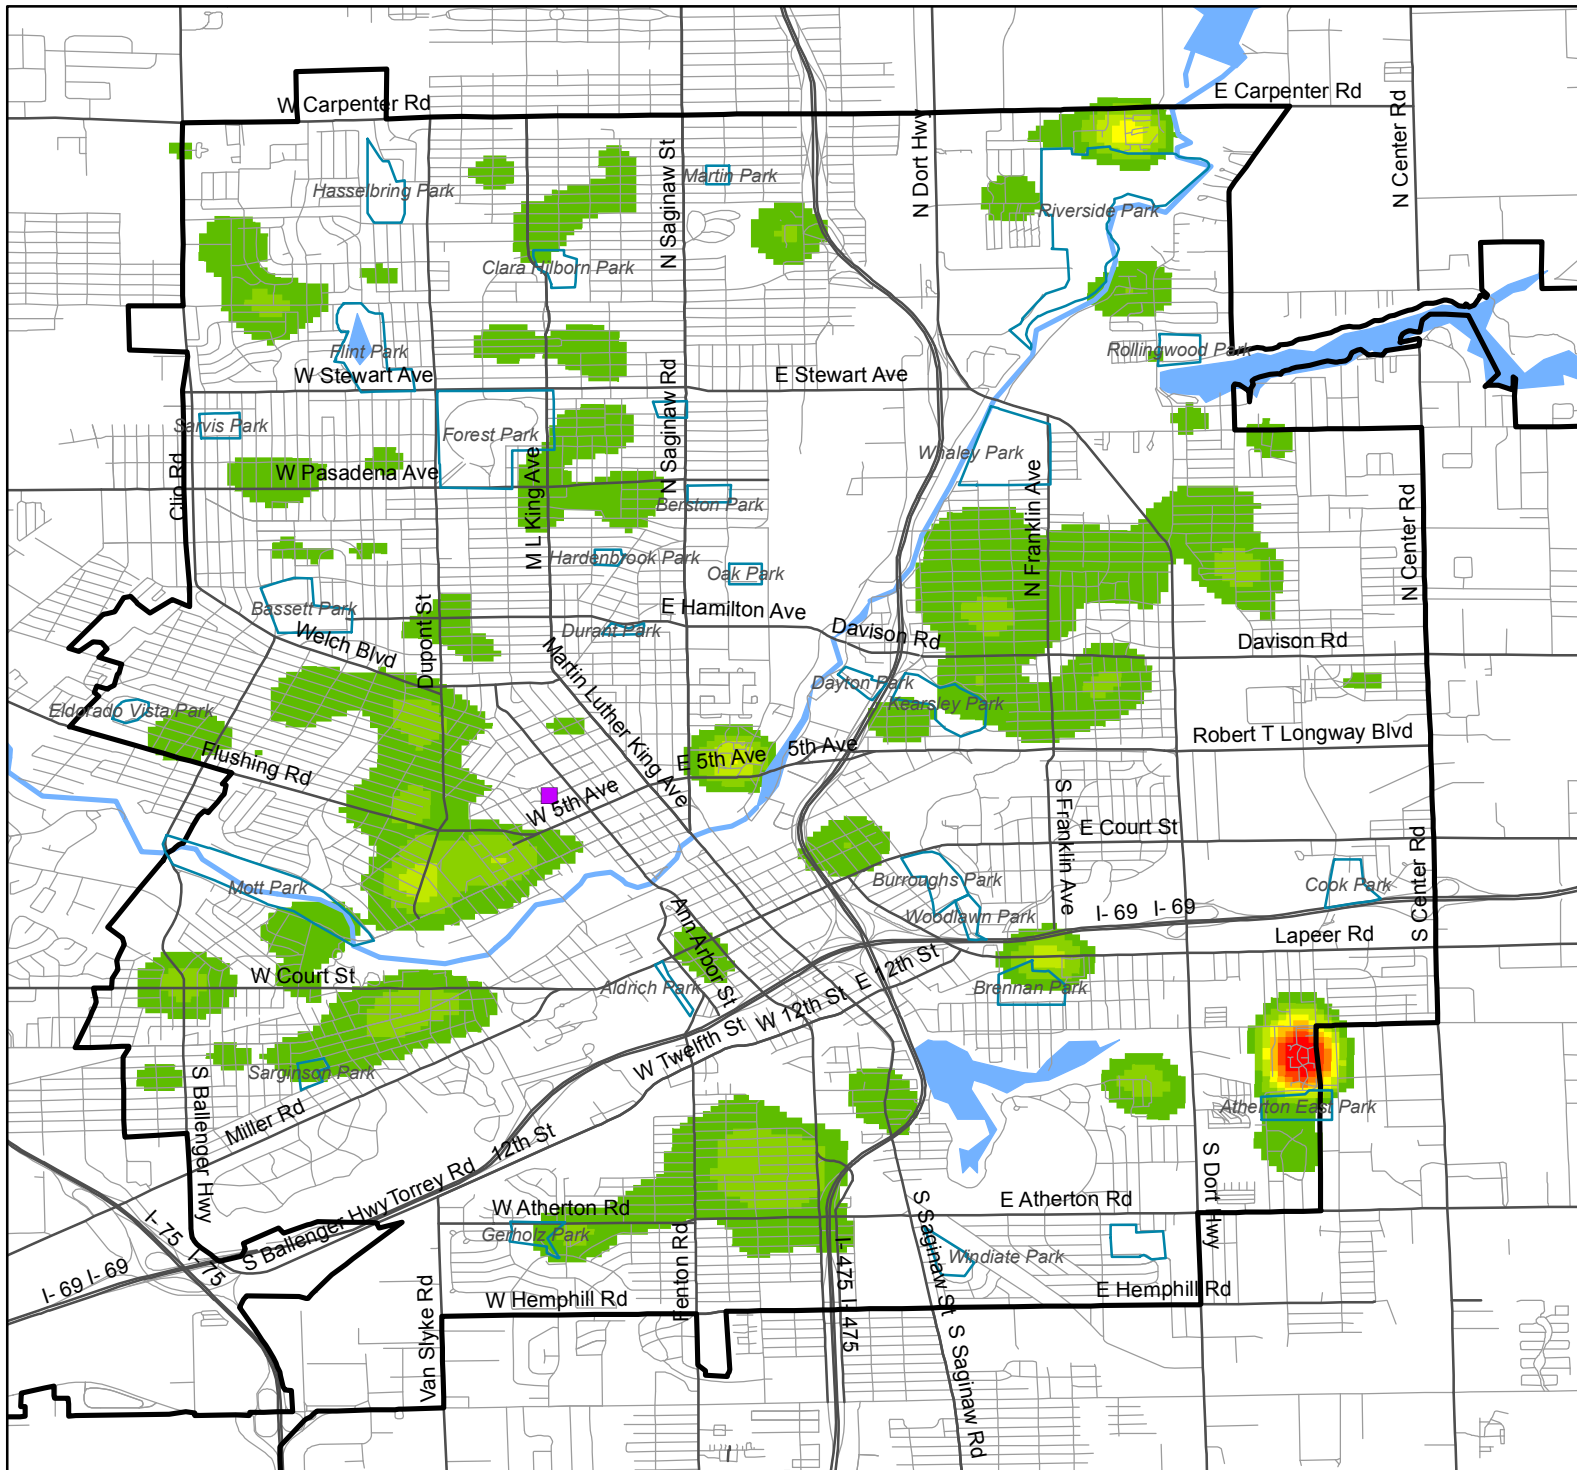 W Carpenter Rd
E Carpenter Rd
N Center Rd
N Dort Hwy
N Saginaw St
Martin Park
Hasselbring Park
Riverside Park
Clara Hilborn Park
Flint Park
Rollingwood Park
W Stewart Ave
E Stewart Ave
N Saginaw Rd
Sarvis Park
Forest Park
Whaley Park
W Pasadena Ave
Clio Rd
M L King Ave
Berston Park
N Franklin Ave
N Center Rd
Hardenbrook Park
Oak Park
Bassett Park
Dupont St
E Hamilton Ave
Durant Park
Davison Rd
Davison Rd
Welch Blvd
Martin Luther King Ave
Dayton Park
Kearsley Park
Eldorado Vista Park
Flushing Rd
E 5th Ave
5th Ave
Robert T Longway Blvd
W 5th Ave
S Franklin Ave
E Court St
S Center Rd
Mott Park
Burroughs Park
Cook Park
Woodlawn Park
I- 69
I- 69
Ann Arbor St
Lapeer Rd
W Court St
Aldrich Park
E 12th St
Brennan Park
W 12th St
W Twelfth St
Sarginson Park
S Ballenger Hwy
Miller Rd
Atherton East Park
12th St
Torrey Rd
S Ballenger Hwy
S Dort Hwy
W Atherton Rd
E Atherton Rd
Gerholz Park
Fenton Rd
S Saginaw St
Windiate Park
I- 75
I- 75
I- 69
I- 69
I- 475
I- 475
W Hemphill Rd
E Hemphill Rd
Van Slyke Rd
S Saginaw Rd